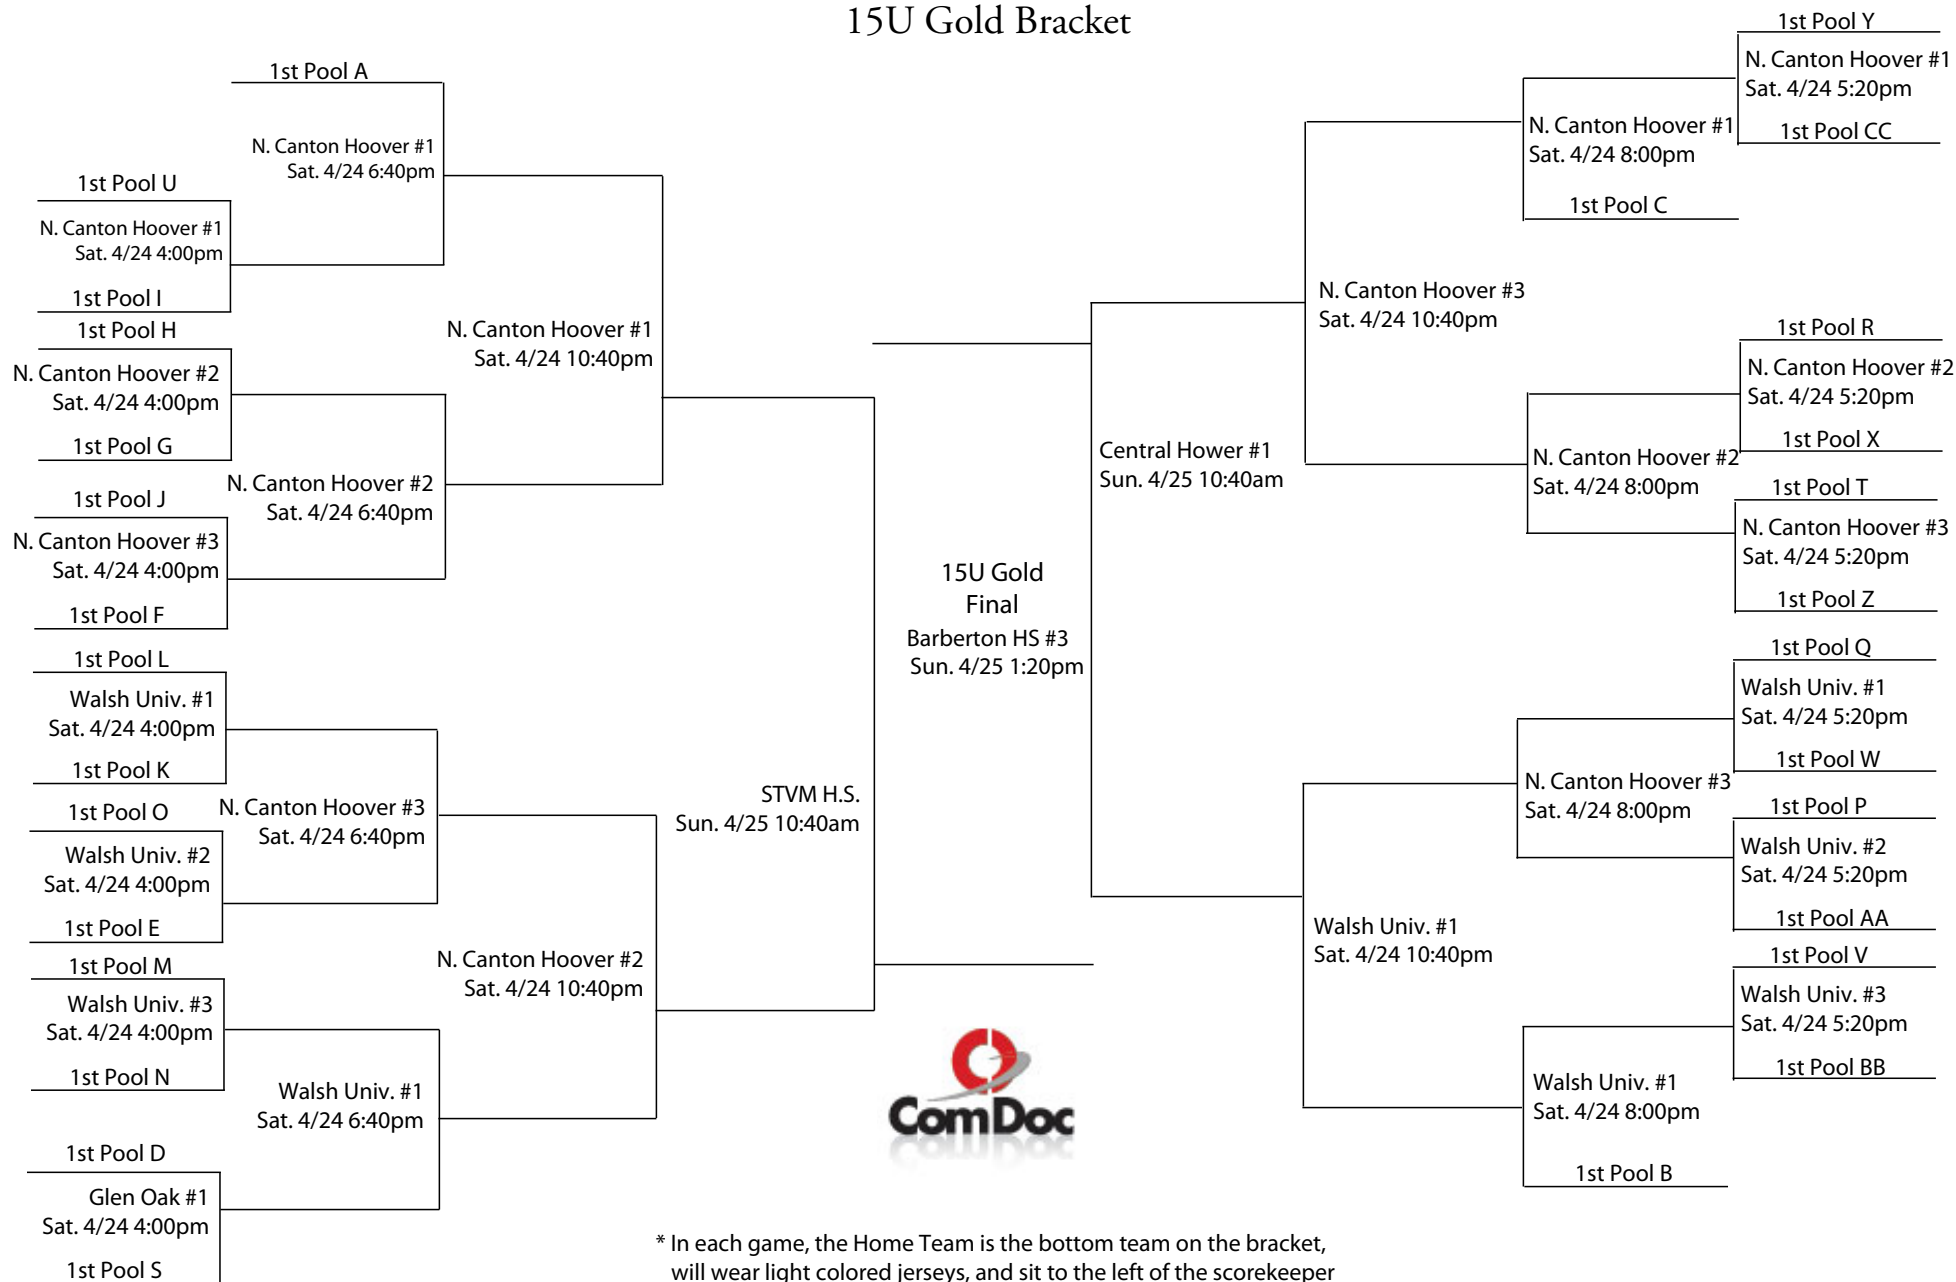 15U Gold Bracket
1st Pool A
N. Canton Hoover #1
Sat. 4/24 6:40pm
1st Pool U
N. Canton Hoover #1
Sat. 4/24 4:00pm
1st Pool I
1st Pool H
N. Canton Hoover #2
Sat. 4/24 4:00pm
1st Pool G
N. Canton Hoover #1
Sat. 4/24 10:40pm
1st Pool J
N. Canton Hoover #2
Sat. 4/24 6:40pm
N. Canton Hoover #3
Sat. 4/24 4:00pm
1st Pool F
1st Pool L
Walsh Univ. #1
Sat. 4/24 4:00pm
1st Pool K
1st Pool O
N. Canton Hoover #3
Sat. 4/24 6:40pm
Walsh Univ. #2
Sat. 4/24 4:00pm
1st Pool E
STVM H.S.
Sun. 4/25 10:40am
1st Pool M
N. Canton Hoover #2
Sat. 4/24 10:40pm
Walsh Univ. #3
Sat. 4/24 4:00pm
1st Pool N
Walsh Univ. #1
Sat. 4/24 6:40pm
1st Pool D
Glen Oak #1
Sat. 4/24 4:00pm
1st Pool S
15U Gold
Final
Barberton HS #3
Sun. 4/25 1:20pm
1st Pool Y
N. Canton Hoover #1
Sat. 4/24 5:20pm
1st Pool CC
N. Canton Hoover #1
Sat. 4/24 8:00pm
1st Pool C
N. Canton Hoover #3
Sat. 4/24 10:40pm
1st Pool R
N. Canton Hoover #2
Sat. 4/24 5:20pm
1st Pool X
N. Canton Hoover #2
Sat. 4/24 8:00pm
1st Pool T
N. Canton Hoover #3
Sat. 4/24 5:20pm
1st Pool Z
Central Hower #1
Sun. 4/25 10:40am
1st Pool Q
Walsh Univ. #1
Sat. 4/24 5:20pm
1st Pool W
N. Canton Hoover #3
Sat. 4/24 8:00pm
1st Pool P
Walsh Univ. #2
Sat. 4/24 5:20pm
1st Pool AA
Walsh Univ. #1
Sat. 4/24 10:40pm
1st Pool V
Walsh Univ. #3
Sat. 4/24 5:20pm
1st Pool BB
Walsh Univ. #1
Sat. 4/24 8:00pm
1st Pool B
ComDoc
* In each game, the Home Team is the bottom team on the bracket,
will wear light colored jerseys, and sit to the left of the scorekeeper